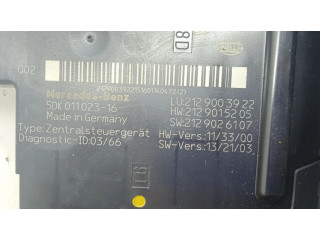 8D
002
Mercedes-Benz
5DK 011 023-16
Made in Germany
Type: Zentralsteuergerät
Diagnostic-ID:03/66
LU:212 900 39 22
HW:212 901 52 05
SW:212 902 61 07
HW-Vers:11/33/00
SW-Vers:13/21/03